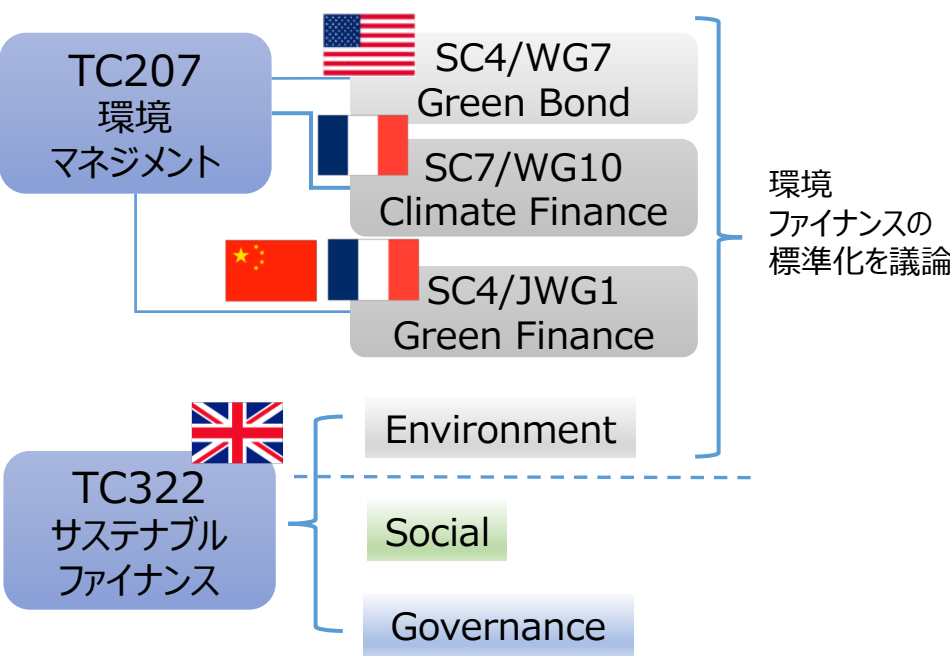 TC207
環境
マネジメント
SC4/WG7
Green Bond
SC7/WG10
Climate Finance
SC4/JWG1
Green Finance
環境
ファイナンスの
標準化を議論
TC322
サステナブル
ファイナンス
Environment
Social
Governance